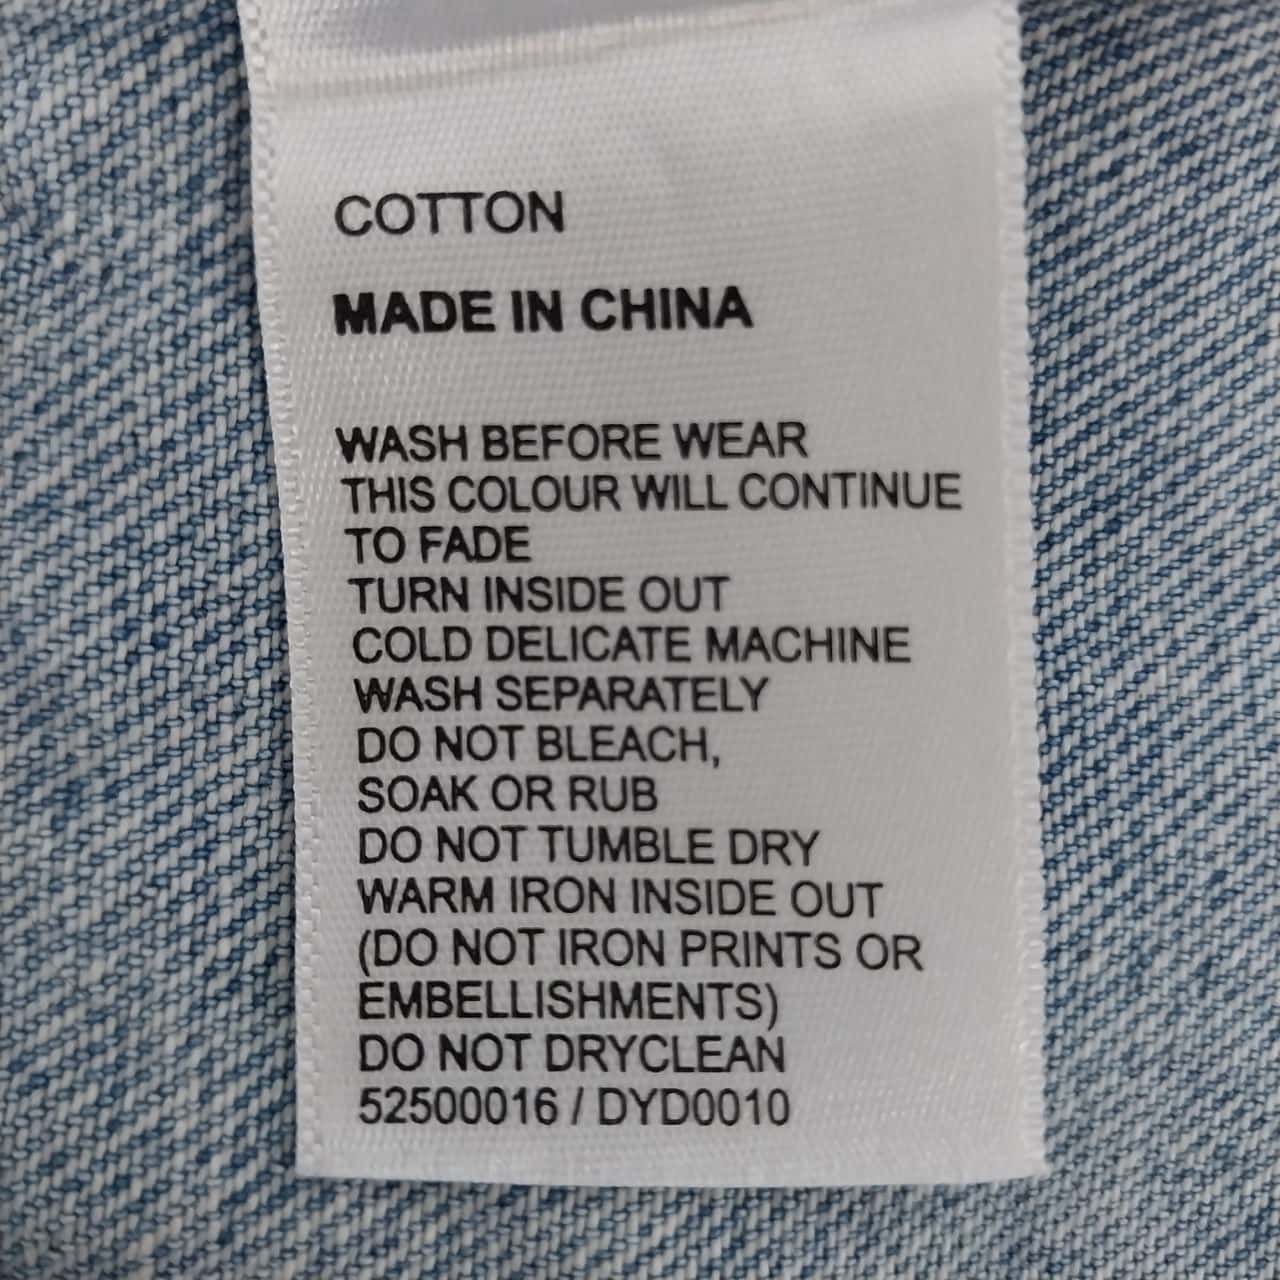 COTTON
MADE IN CHINA
WASH BEFORE WEAR
THIS COLOUR WILL CONTINUE
TO FADE
TURN INSIDE OUT
COLD DELICATE MACHINE
WASH SEPARATELY
DO NOT BLEACH,
SOAK OR RUB
DO NOT TUMBLE DRY
WARM IRON INSIDE OUT
(DO NOT IRON PRINTS OR
EMBELLISHMENTS)
DO NOT DRYCLEAN
52500016 / DYD0010